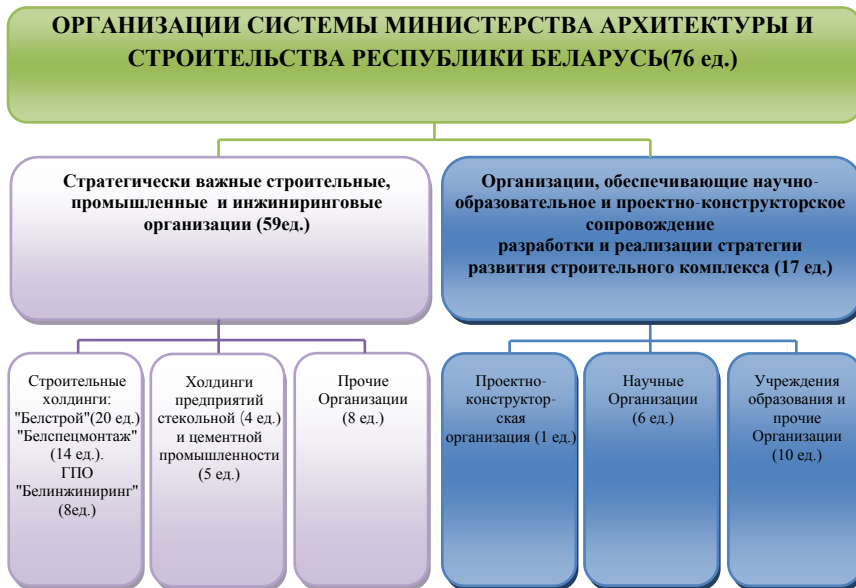 ОРГАНИЗАЦИИ СИСТЕМЫ МИНИСТЕРСТВА АРХИТЕКТУРЫ И
СТРОИТЕЛЬСТВА РЕСПУБЛИКИ БЕЛАРУСЬ(76 ед.)
Стратегически важные строительные,
промышленные и инжиниринговые
организации (59ед.)
Организации, обеспечивающие научно-
образовательное и проектно-конструкторское
сопровождение
разработки и реализации стратегии
развития строительного комплекса (17 ед.)
Строительные
холдинги:
"Белстрой"(20 ед.)
"Белспецмонтаж"
(14 ед.).
ГПО
"Белинжиниринг"
(8ед.)
Холдинги
предприятий
стекольной (4 ед.)
и цементной
промышленности
(5 ед.)
Прочие
Организации
(8 ед.)
Проектно-
конструктор-
ская
организация (1 ед.)
Научные
Организации
(6 ед.)
Учреждения
образования и
прочие
Организации
(10 ед.)